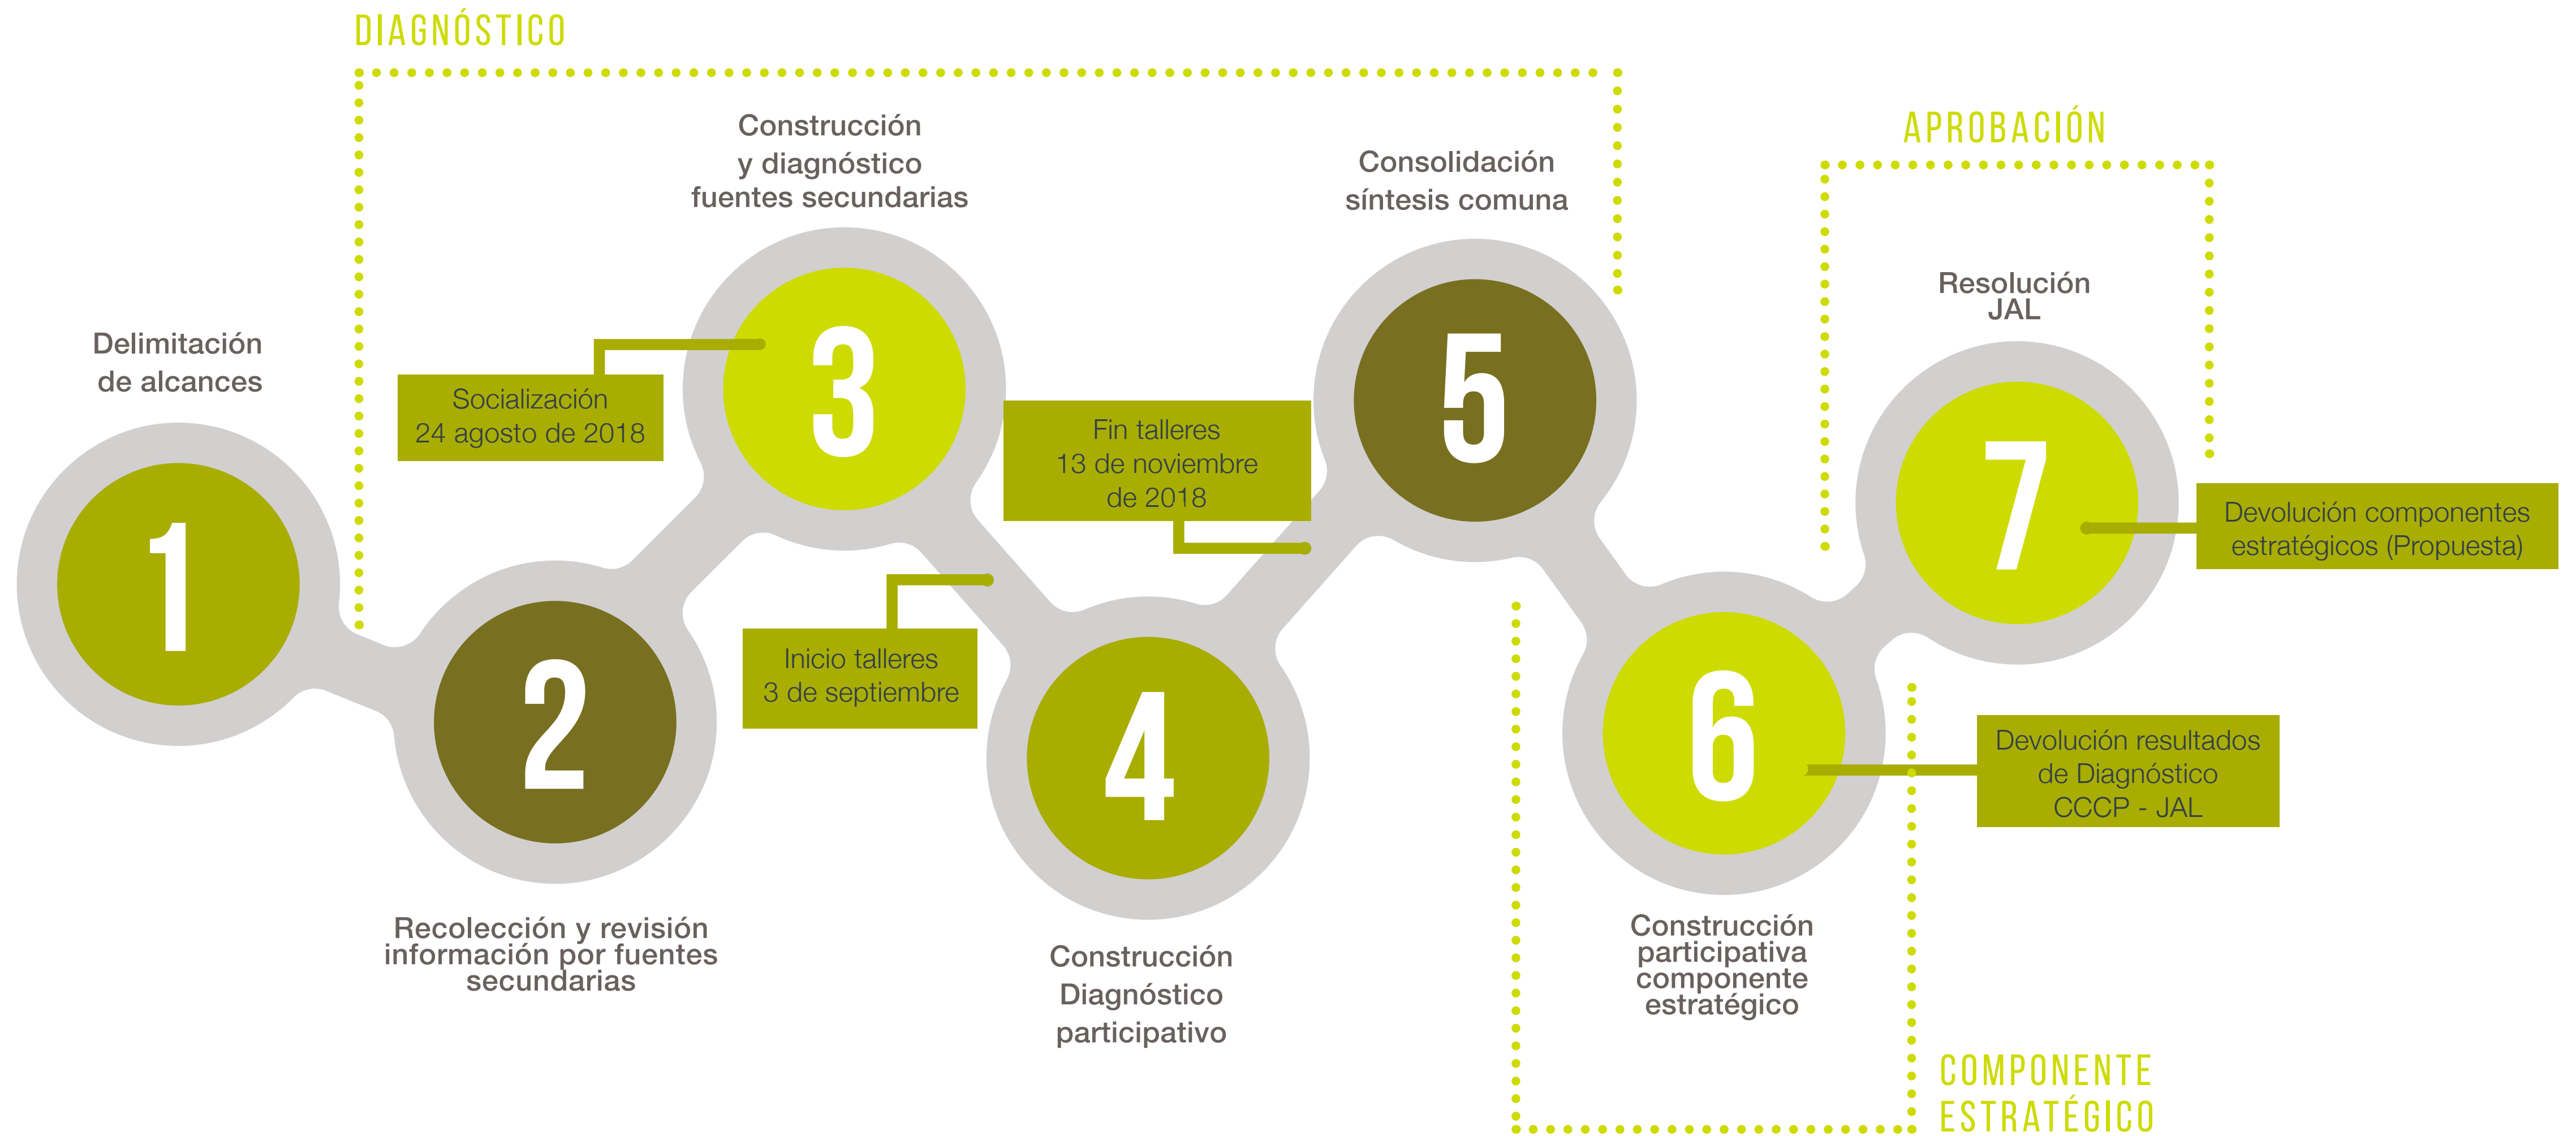 DIAGNÓSTICO
Delimitación
de alcances
1
2
Recolección y revisión
información por fuentes
secundarias
Construcción
y diagnóstico
fuentes secundarias
3
Socialización
24 agosto de 2018
Inicio talleres
3 de septiembre
4
Construcción
Diagnóstico
participativo
Fin talleres
13 de noviembre
de 2018
Consolidación
síntesis comuna
5
6
Construcción
participativa
componente
estratégico
Devolución resultados
de Diagnóstico
CCCP - JAL
COMPONENTE
ESTRATÉGICO
APROBACIÓN
Resolución
JAL
7
Devolución componentes
estratégicos (Propuesta)